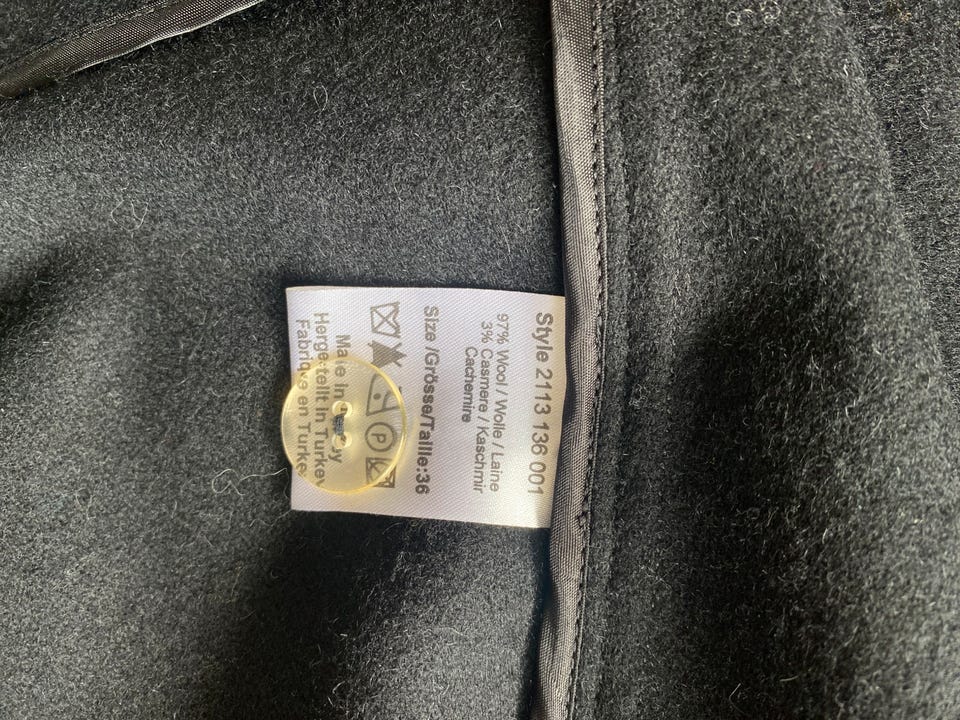 Style 2113 136 001
97% Wool / Wolle / Laine
3% Casmere / Kaschmir
Cachemire
Size /Grösse/Taille:36
P
Made in
Hergestellt in Turkey
Fabrique en Turkey